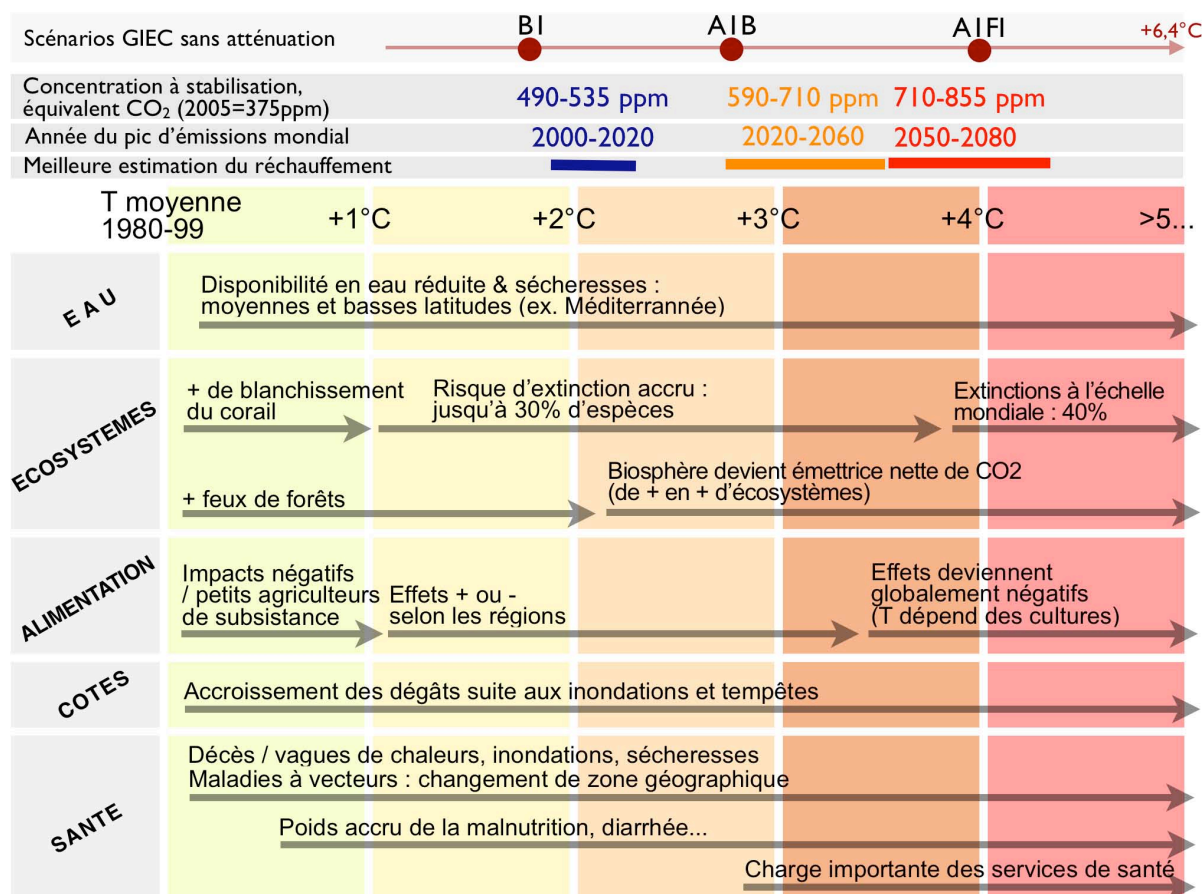 B1 A1B A1FI
Scénarios GIEC sans atténuation +6,4°C
Concentration à stabilisation,
équivalent CO₂ (2005=375ppm) 490-535 ppm 590-710 ppm 710-855 ppm
Année du pic d'émissions mondial 2000-2020 2020-2060 2050-2080
Meilleure estimation du réchauffement
T moyenne
1980-99 +1°C +2°C +3°C +4°C >5...
EAU
Disponibilité en eau réduite & sécheresses :
moyennes et basses latitudes (ex. Méditerrannée)
ECOSYSTEMES
+ de blanchissement
du corail
Risque d'extinction accru :
jusqu'à 30% d'espèces
Extinctions à l'échelle
mondiale : 40%
+ feux de forêts
Biosphère devient émettrice nette de CO2
(de + en + d'écosystèmes)
ALIMENTATION
Impacts négatifs
/ petits agriculteurs
de subsistance
Effets + ou -
selon les régions
Effets deviennent
globalement négatifs
(T dépend des cultures)
COTES
Accroissement des dégâts suite aux inondations et tempêtes
SANTE
Décès / vagues de chaleurs, inondations, sécheresses
Maladies à vecteurs : changement de zone géographique
Poids accru de la malnutrition, diarrhée...
Charge importante des services de santé